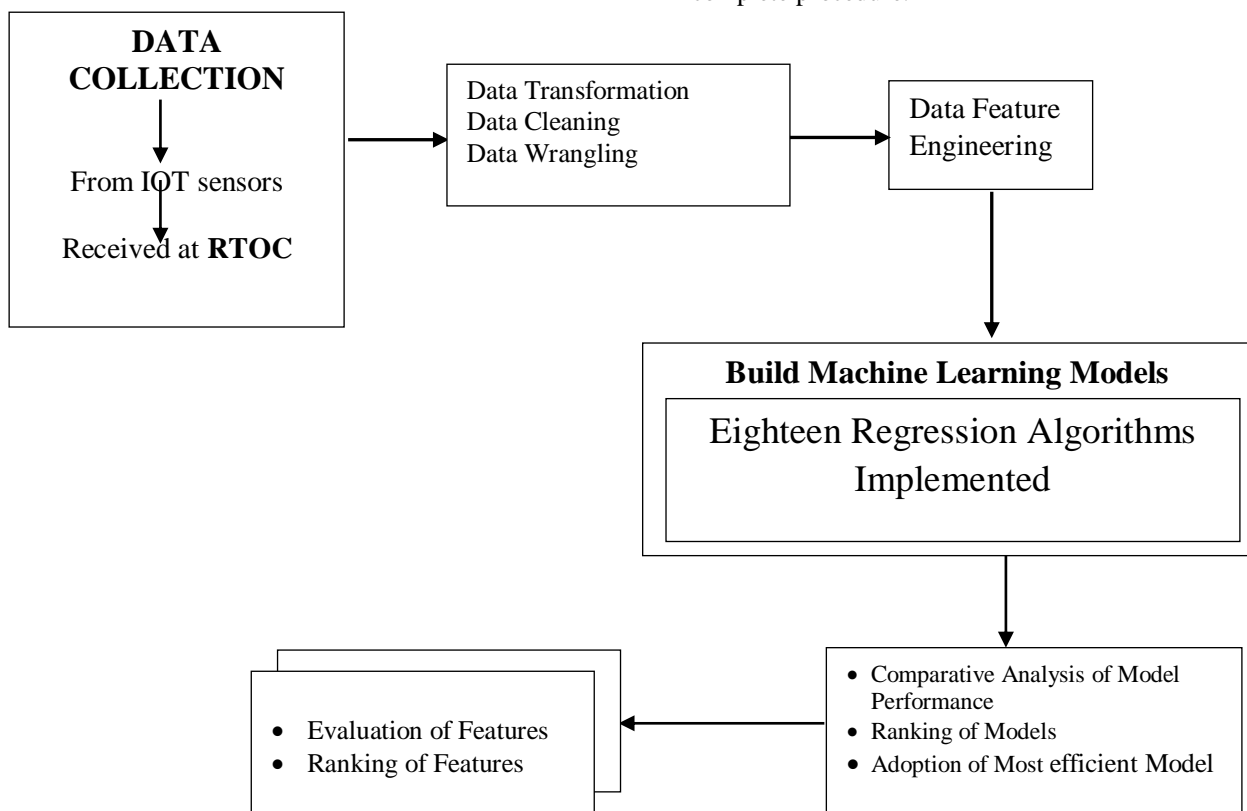 complete procedure.
DATA
COLLECTION
From IOT sensors
Received at RTOC
Data Transformation
Data Cleaning
Data Wrangling
Data Feature
Engineering
Build Machine Learning Models
Eighteen Regression Algorithms
Implemented
• Comparative Analysis of Model
Performance
• Ranking of Models
• Adoption of Most efficient Model
• Evaluation of Features
• Ranking of Features